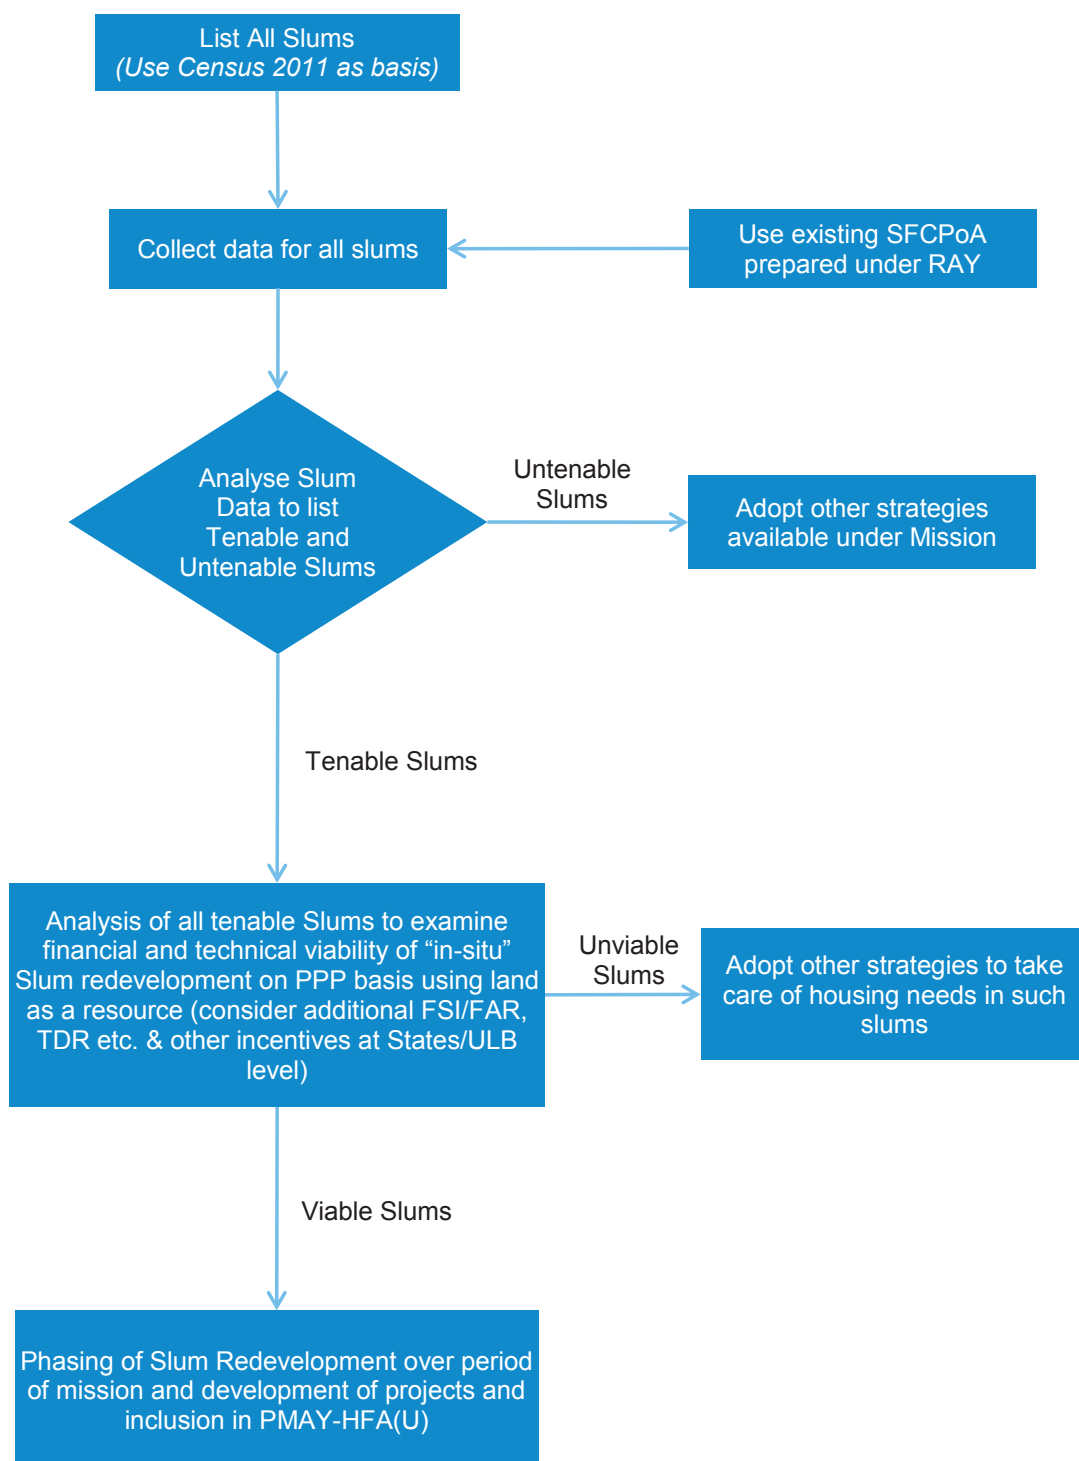 List All Slums
(Use Census 2011 as basis)
Collect data for all slums
Use existing SFCPoA
prepared under RAY
Analyse Slum
Data to list
Tenable and
Untenable Slums
Untenable
Slums
Adopt other strategies
available under Mission
Tenable Slums
Analysis of all tenable Slums to examine
financial and technical viability of “in-situ”
Slum redevelopment on PPP basis using land
as a resource (consider additional FSI/FAR,
TDR etc. & other incentives at States/ULB
level)
Unviable
Slums
Adopt other strategies to take
care of housing needs in such
slums
Viable Slums
Phasing of Slum Redevelopment over period
of mission and development of projects and
inclusion in PMAY-HFA(U)